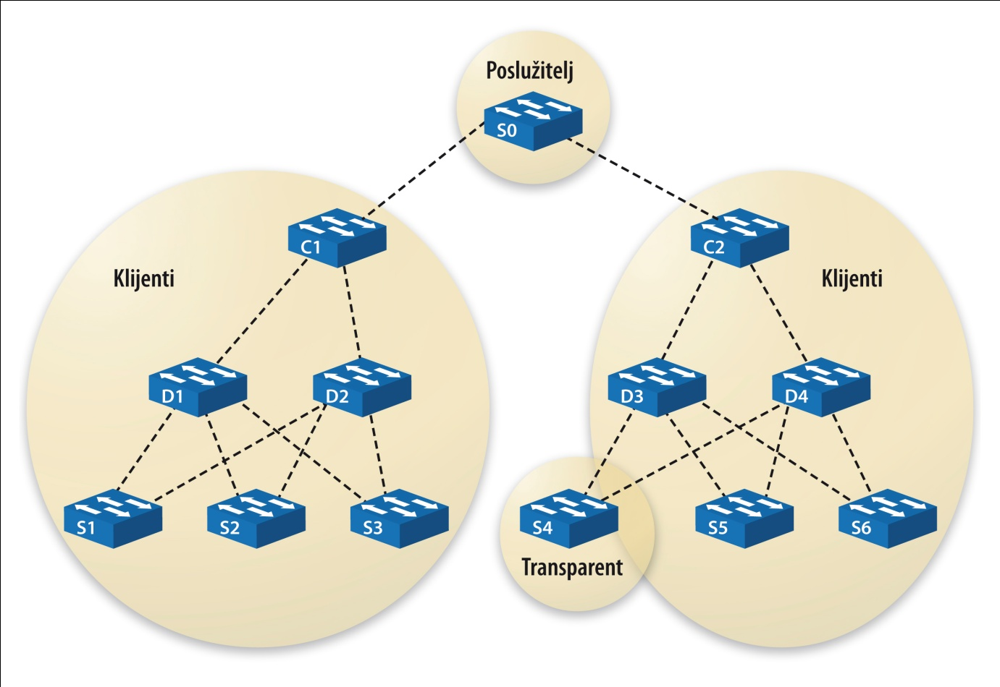 Poslužitelj
S0
C1
C2
Klijenti
Klijenti
D1
D2
D3
D4
S1
S2
S3
S4
S5
S6
Transparent